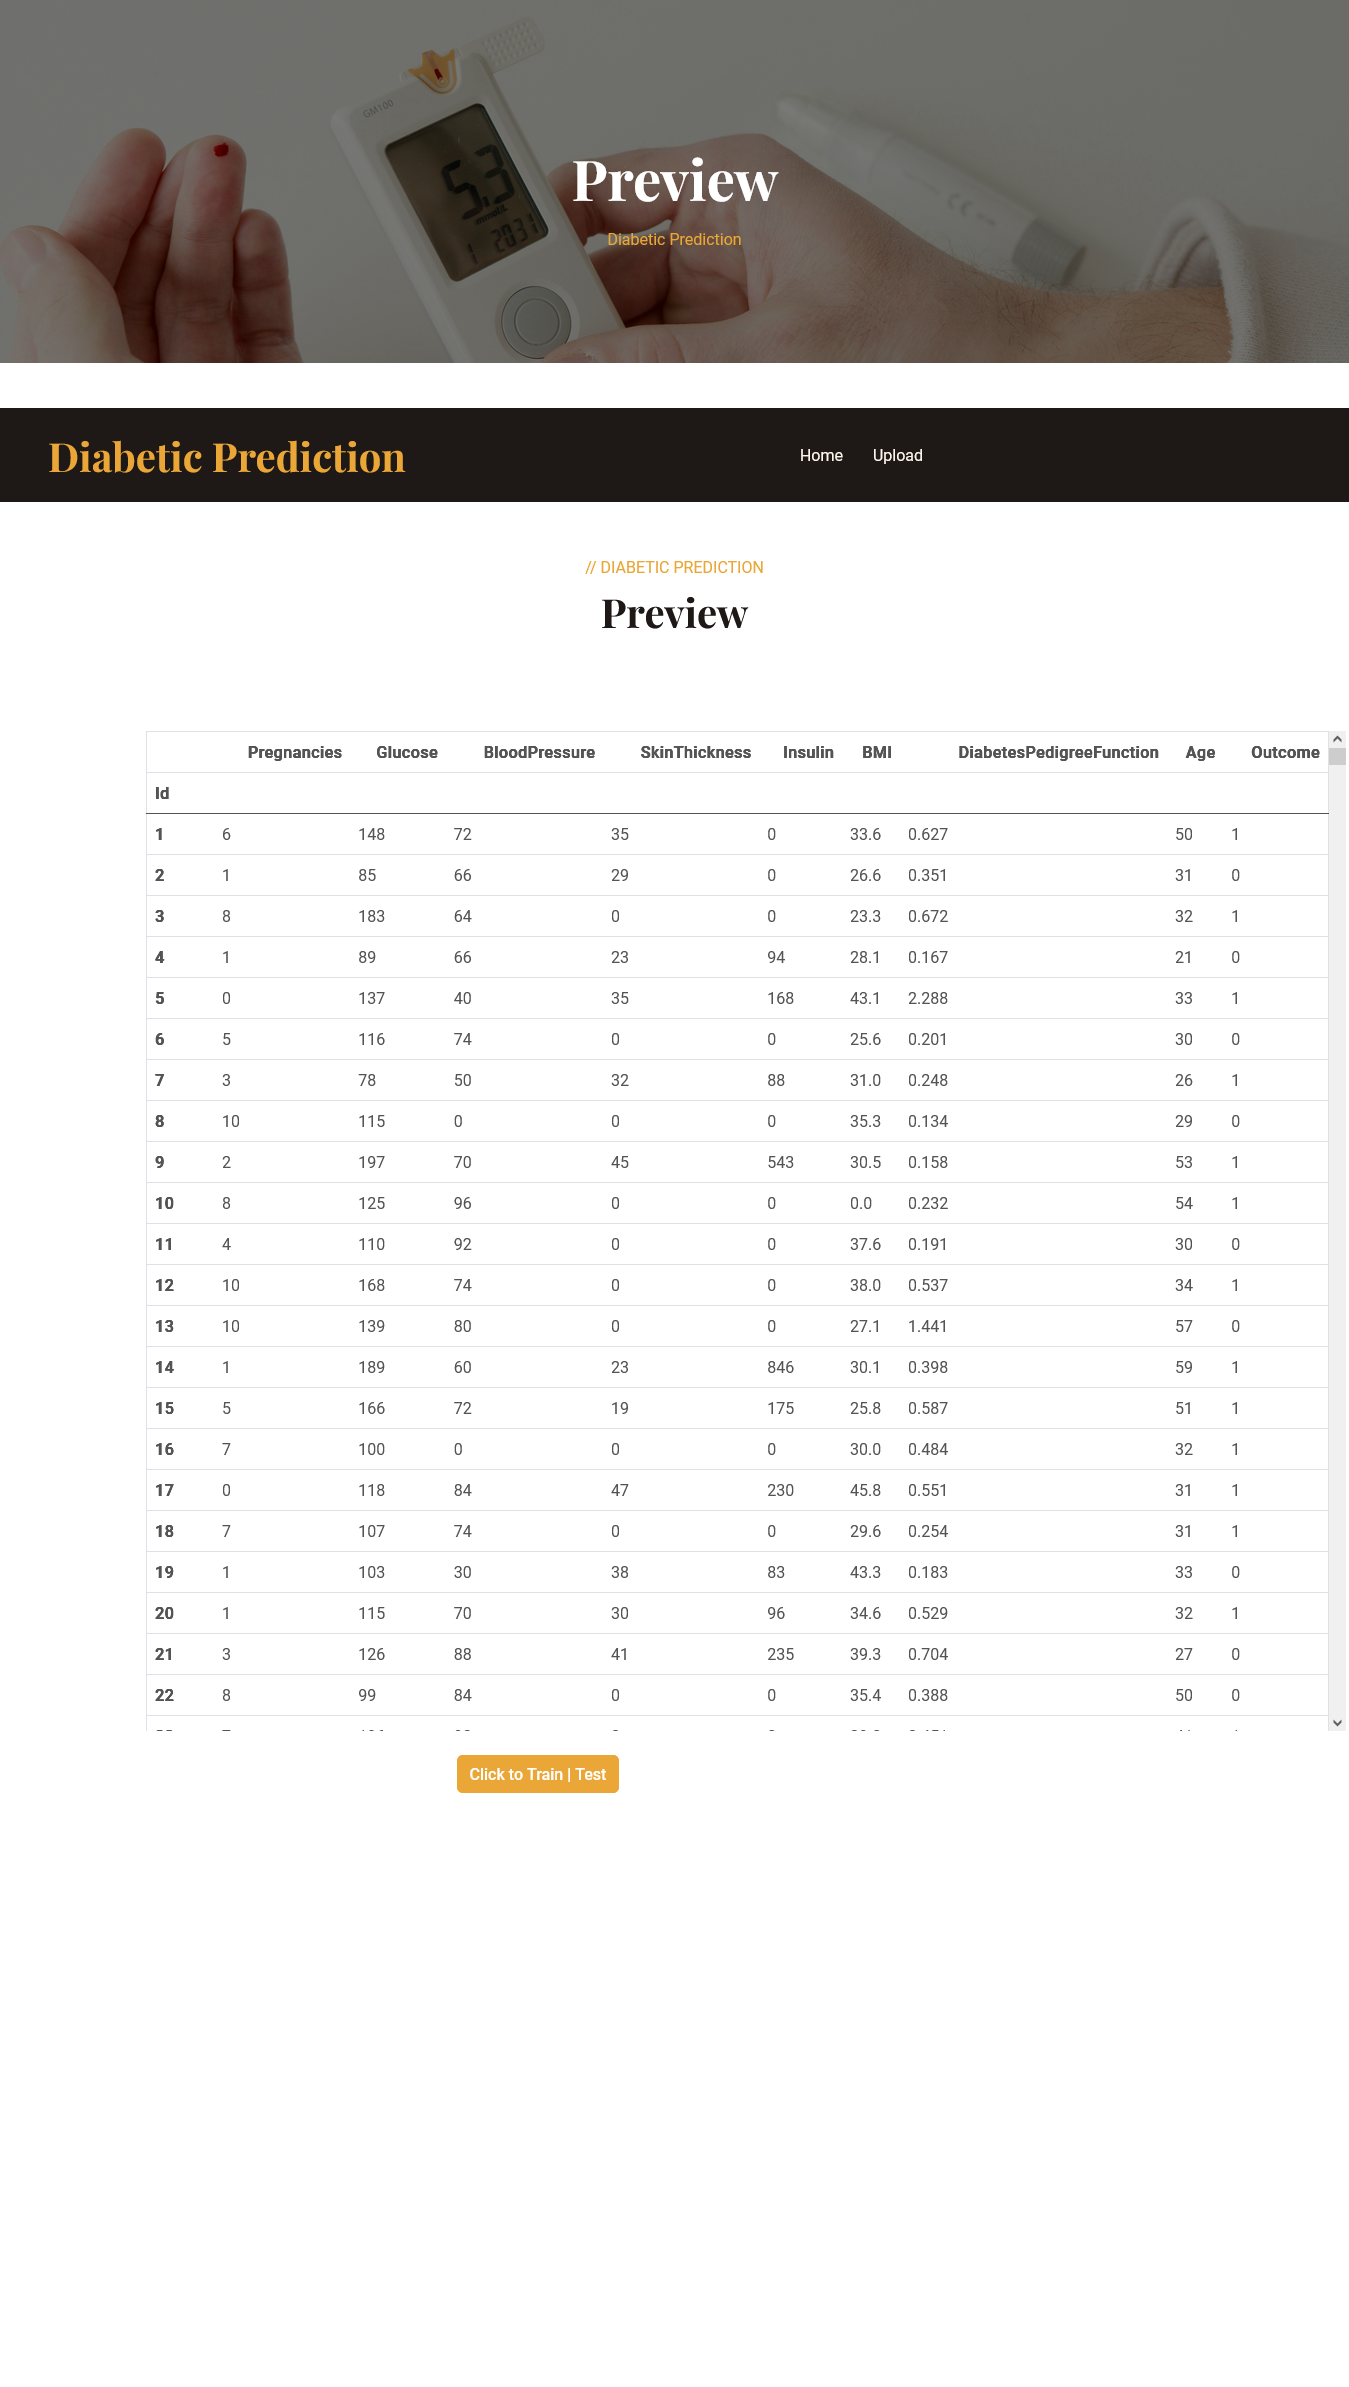 GM100
5.3
mmol/L
1 20:31
Preview
Diabetic Prediction
Diabetic Prediction
Home Upload
// DIABETIC PREDICTION
Preview
Pregnancies Glucose BloodPressure SkinThickness Insulin BMI DiabetesPedigreeFunction Age Outcome
Id
1 6 148 72 35 0 33.6 0.627 50 1
2 1 85 66 29 0 26.6 0.351 31 0
3 8 183 64 0 0 23.3 0.672 32 1
4 1 89 66 23 94 28.1 0.167 21 0
5 0 137 40 35 168 43.1 2.288 33 1
6 5 116 74 0 0 25.6 0.201 30 0
7 3 78 50 32 88 31.0 0.248 26 1
8 10 115 0 0 0 35.3 0.134 29 0
9 2 197 70 45 543 30.5 0.158 53 1
10 8 125 96 0 0 0.0 0.232 54 1
11 4 110 92 0 0 37.6 0.191 30 0
12 10 168 74 0 0 38.0 0.537 34 1
13 10 139 80 0 0 27.1 1.441 57 0
14 1 189 60 23 846 30.1 0.398 59 1
15 5 166 72 19 175 25.8 0.587 51 1
16 7 100 0 0 0 30.0 0.484 32 1
17 0 118 84 47 230 45.8 0.551 31 1
18 7 107 74 0 0 29.6 0.254 31 1
19 1 103 30 38 83 43.3 0.183 33 0
20 1 115 70 30 96 34.6 0.529 32 1
21 3 126 88 41 235 39.3 0.704 27 0
22 8 99 84 0 0 35.4 0.388 50 0
Click to Train | Test